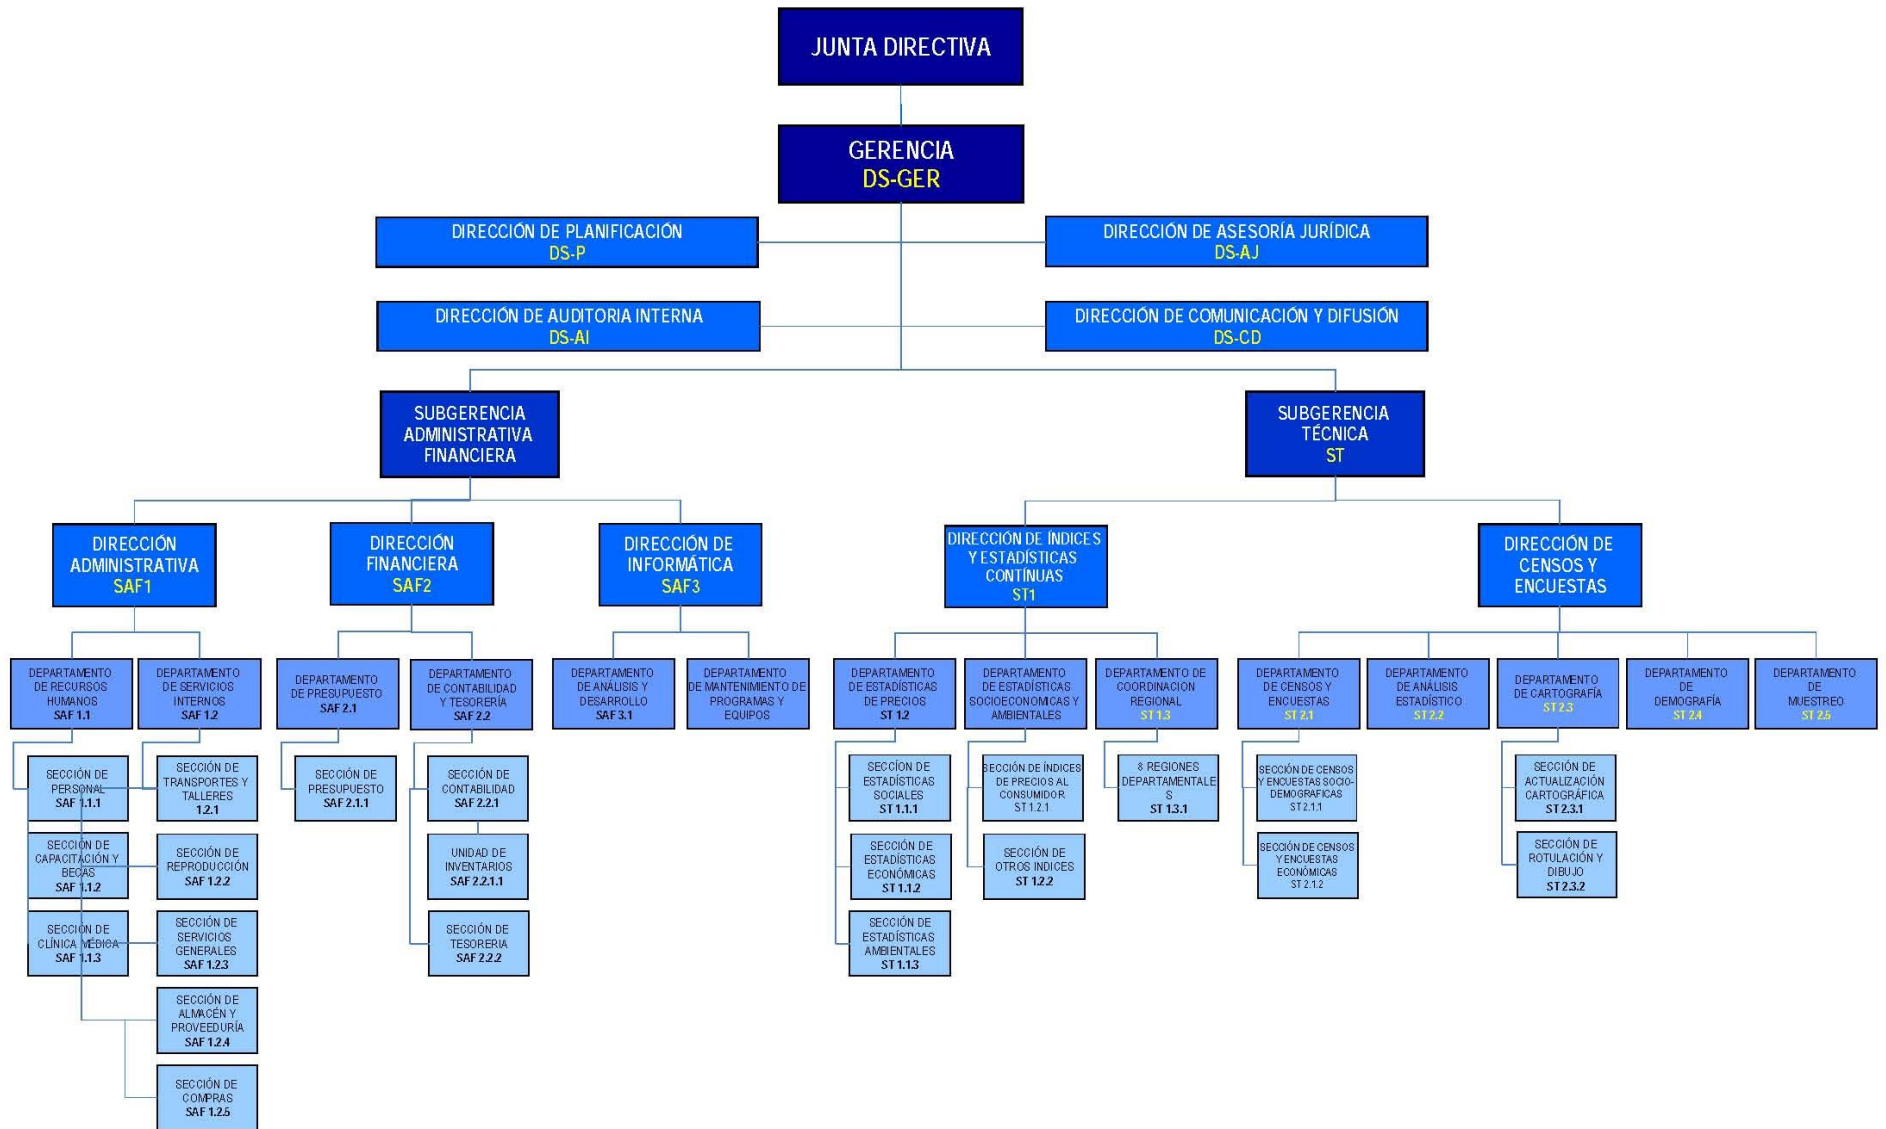 JUNTA DIRECTIVA
GERENCIA
DS-GER
DIRECCIÓN DE PLANIFICACIÓN
DS-P
DIRECCIÓN DE ASESORÍA JURÍDICA
DS-AJ
DIRECCIÓN DE AUDITORIA INTERNA
DS-AI
DIRECCIÓN DE COMUNICACIÓN Y DIFUSIÓN
DS-CD
SUBGERENCIA
ADMINISTRATIVA
FINANCIERA
SUBGERENCIA
TÉCNICA
ST
DIRECCIÓN
ADMINISTRATIVA
SAF1
DIRECCIÓN
FINANCIERA
SAF2
DIRECCIÓN DE
INFORMÁTICA
SAF3
DIRECCIÓN DE ÍNDICES
Y ESTADÍSTICAS
CONTÍNUAS
ST1
DIRECCIÓN DE
CENSOS Y
ENCUESTAS
DEPARTAMENTO
DE RECURSOS
HUMANOS
SAF 1.1
DEPARTAMENTO
DE SERVICIOS
INTERNOS
SAF 1.2
DEPARTAMENTO
DE PRESUPUESTO
SAF 2.1
DEPARTAMENTO
DE CONTABILIDAD
Y TESORERÍA
SAF 2.2
DEPARTAMENTO
DE ANÁLISIS Y
DESARROLLO
SAF 3.1
DEPARTAMENTO
DE MANTENIMIENTO DE
PROGRAMAS Y
EQUIPOS
DEPARTAMENTO
DE ESTADÍSTICAS
DE PRECIOS
ST 1.2
DEPARTAMENTO
DE ESTADÍSTICAS
SOCIOECONOMICAS Y
AMBIENTALES
DEPARTAMENTO DE
COORDINACION
REGIONAL
ST 1.3
DEPARTAMENTO
DE CENSOS Y
ENCUESTAS
ST 2.1
DEPARTAMENTO
DE ANÁLISIS
ESTADÍSTICO
ST 2.2
DEPARTAMENTO
DE CARTOGRAFÍA
ST 2.3
DEPARTAMENTO
DE
DEMOGRAFÍA
ST 2.4
DEPARTAMENTO
DE
MUESTREO
ST 2.5
SECCIÓN DE
PERSONAL
SAF 1.1.1
SECCIÓN DE
CAPACITACIÓN Y
BECAS
SAF 1.1.2
SECCIÓN DE
CLÍNICA MÉDICA
SAF 1.1.3
SECCIÓN DE
TRANSPORTES Y
TALLERES
1.2.1
SECCIÓN DE
REPRODUCCIÓN
SAF 1.2.2
SECCIÓN DE
SERVICIOS
GENERALES
SAF 1.2.3
SECCIÓN DE
ALMACÉN Y
PROVEEDURÍA
SAF 1.2.4
SECCIÓN DE
COMPRAS
SAF 1.2.5
SECCIÓN DE
PRESUPUESTO
SAF 2.1.1
SECCIÓN DE
CONTABILIDAD
SAF 2.2.1
UNIDAD DE
INVENTARIOS
SAF 2.2.1.1
SECCIÓN DE
TESORERIA
SAF 2.2.2
SECCÍON DE
ESTADÍSTICAS
SOCIALES
ST 1.1.1
SECCIÓN DE
ESTADÍSTICAS
ECONÓMICAS
ST 1.1.2
SECCIÓN DE
ESTADÍSTICAS
AMBIENTALES
ST 1.1.3
SECCIÓN DE ÍNDICES
DE PRECIOS AL
CONSUMIDOR
ST 1.2.1
SECCIÓN DE
OTROS INDICES
ST 1.2.2
8 REGIONES
DEPARTAMENTALE
S
ST 1.3.1
SECCIÓN DE CENSOS
Y ENCUESTAS SOCIO-
DEMOGRAFICAS
ST 2.1.1
SECCIÓN DE CENSOS
Y ENCUESTAS
ECONÓMICAS
ST 2.1.2
SECCIÓN DE
ACTUALIZACIÓN
CARTOGRÁFICA
ST 2.3.1
SECCIÓN DE
ROTULACIÓN Y
DIBUJO
ST 2.3.2